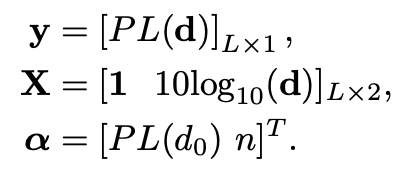 y = [PL(d)]_{L×1},
X = [1 10log_{10}(d)]_{L×2},
α = [PL(d_0) n]^T.